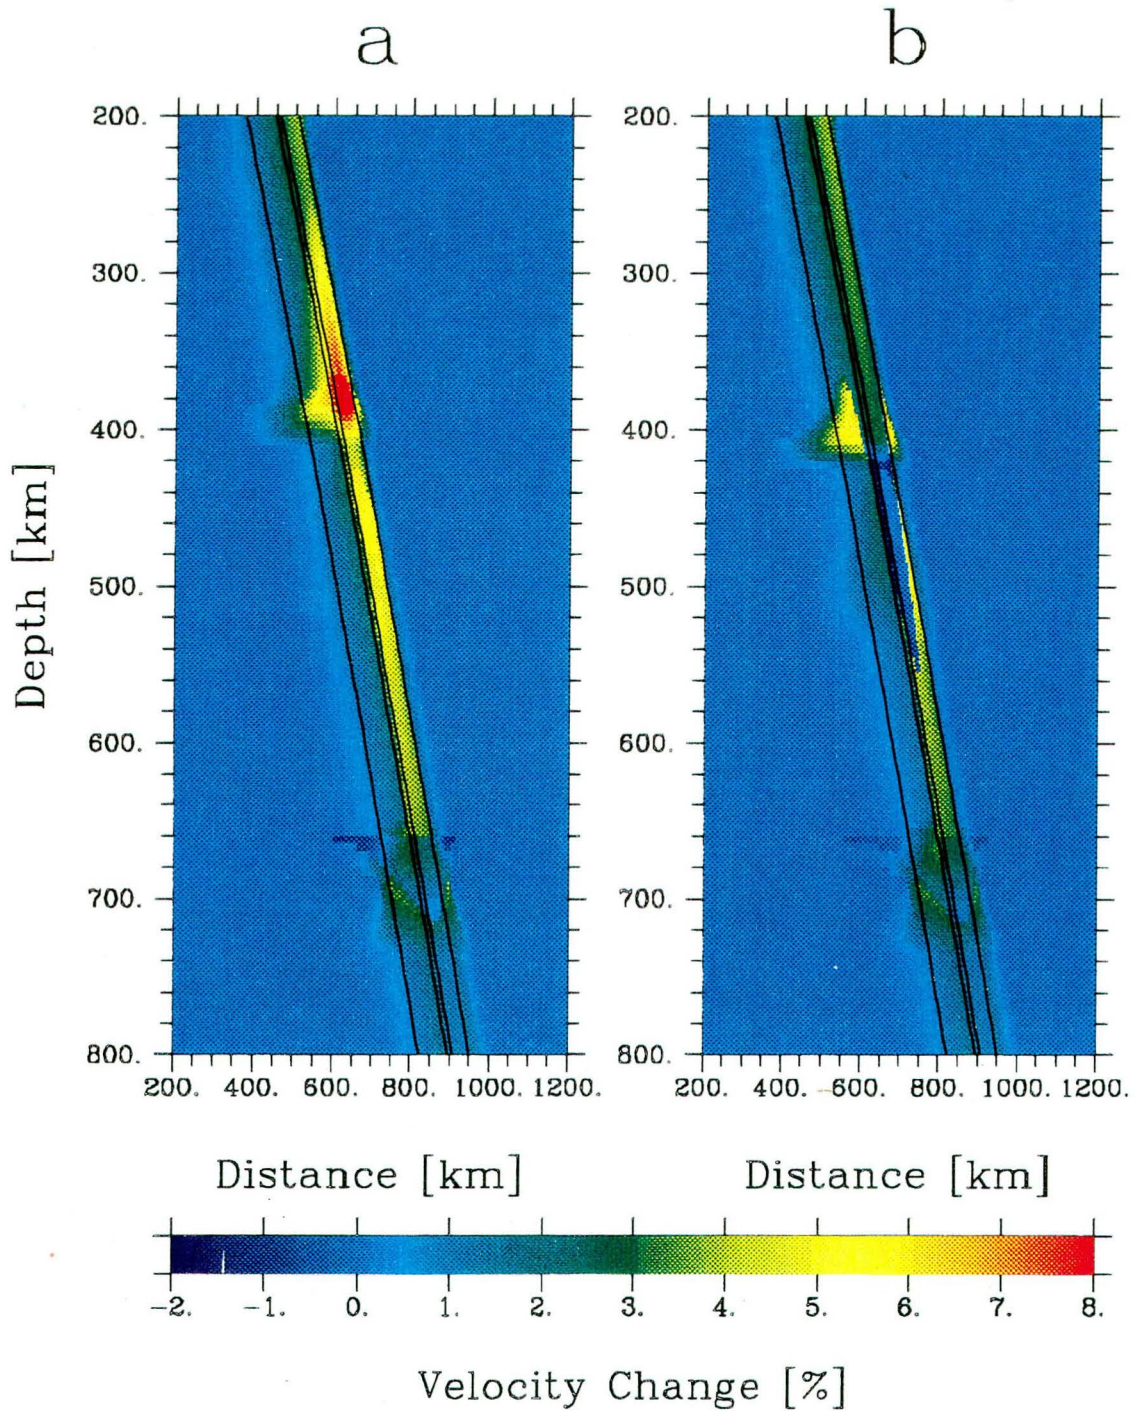 a b
200. 200.
300. 300.
400. 400.
500. 500.
600. 600.
700. 700.
800. 800.
Depth [km]
200. 400. 600. 800. 1000. 1200. 200. 400. 600. 800. 1000. 1200.
Distance [km] Distance [km]
-2. -1. 0. 1. 2. 3. 4. 5. 6. 7. 8.
Velocity Change [%]